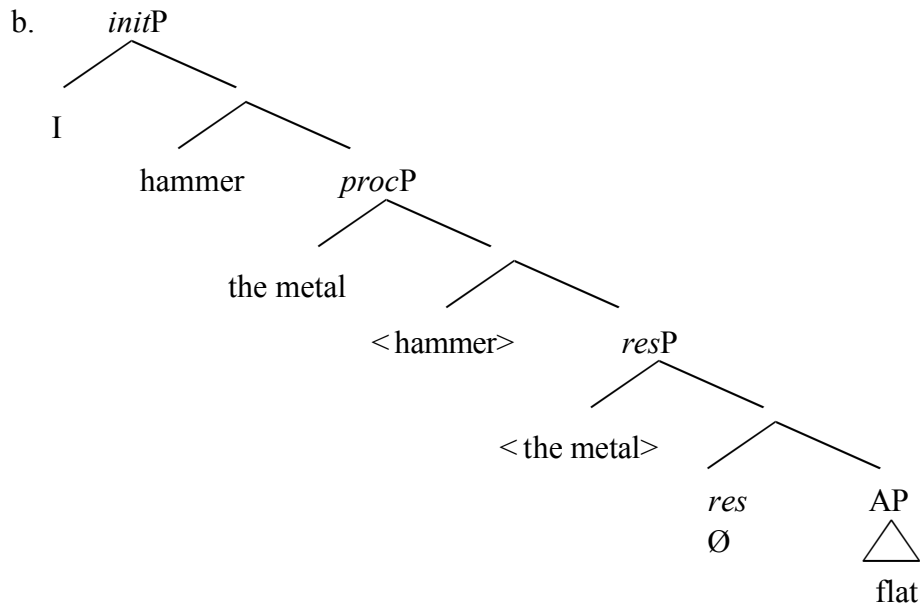 b. initP
I
hammer procP
the metal
<hammer> resP
<the metal>
res AP
Ø
flat